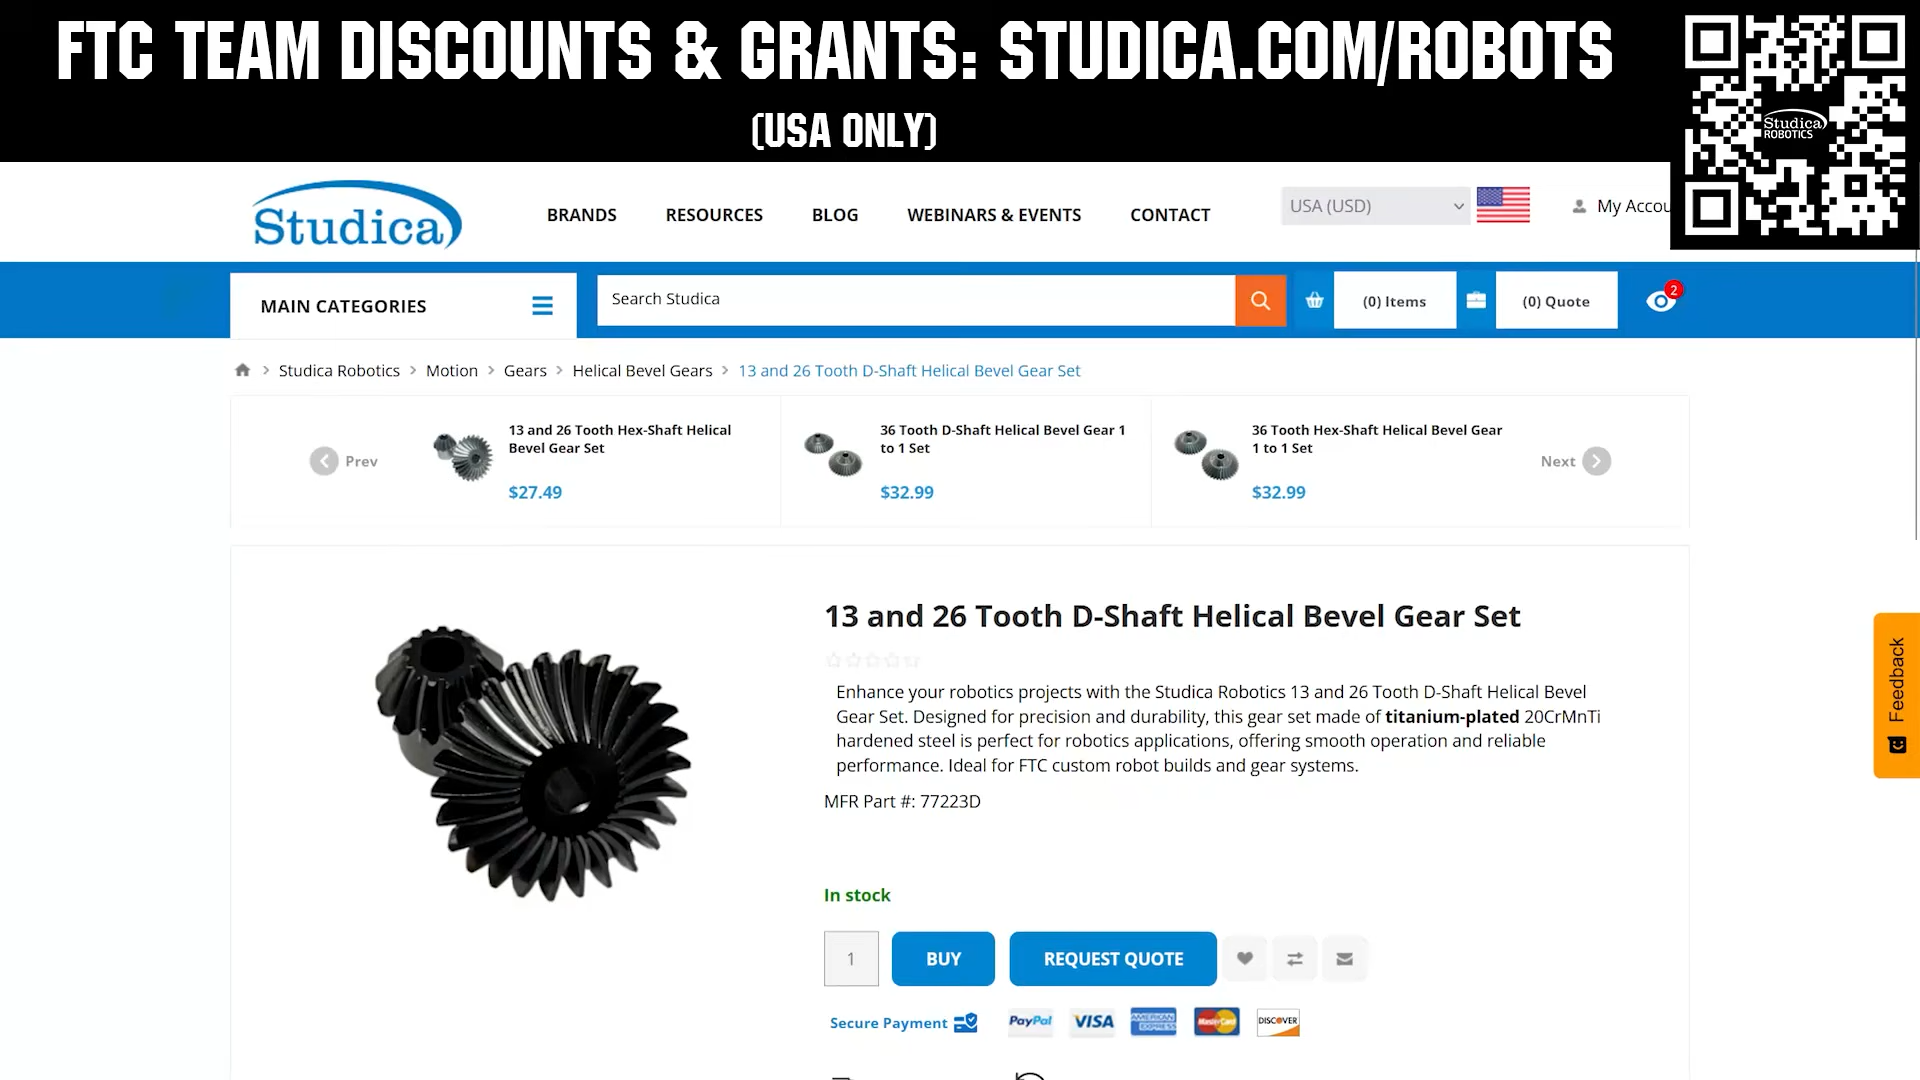 FTC TEAM DISCOUNTS & GRANTS: STUDICA.COM/ROBOTS
(USA ONLY)
Studica
ROBOTICS
Studica
BRANDS
RESOURCES
BLOG
WEBINARS & EVENTS
CONTACT
USA (USD)
My Accou
MAIN CATEGORIES
Search Studica
(0) Items
(0) Quote
2
Studica Robotics > Motion > Gears > Helical Bevel Gears > 13 and 26 Tooth D-Shaft Helical Bevel Gear Set
Prev
13 and 26 Tooth Hex-Shaft Helical
Bevel Gear Set
$27.49
36 Tooth D-Shaft Helical Bevel Gear 1
to 1 Set
$32.99
36 Tooth Hex-Shaft Helical Bevel Gear
1 to 1 Set
$32.99
Next
13 and 26 Tooth D-Shaft Helical Bevel Gear Set
Enhance your robotics projects with the Studica Robotics 13 and 26 Tooth D-Shaft Helical Bevel
Gear Set. Designed for precision and durability, this gear set made of titanium-plated 20CrMnTi
hardened steel is perfect for robotics applications, offering smooth operation and reliable
performance. Ideal for FTC custom robot builds and gear systems.
MFR Part #: 77223D
In stock
1
BUY
REQUEST QUOTE
Secure Payment
PayPal
VISA
AMERICAN
EXPRESS
MasterCard
DISCOVER
Feedback